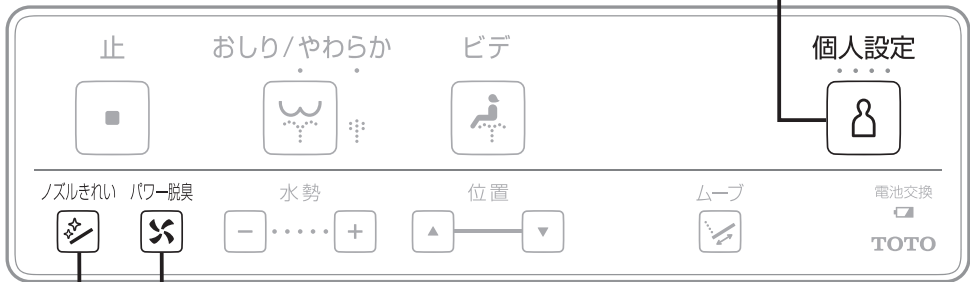 止
おしり/やわらか
ビデ
個人設定
ノズルきれい
パワー脱臭
水勢
位置
ムーブ
電池交換
TOTO